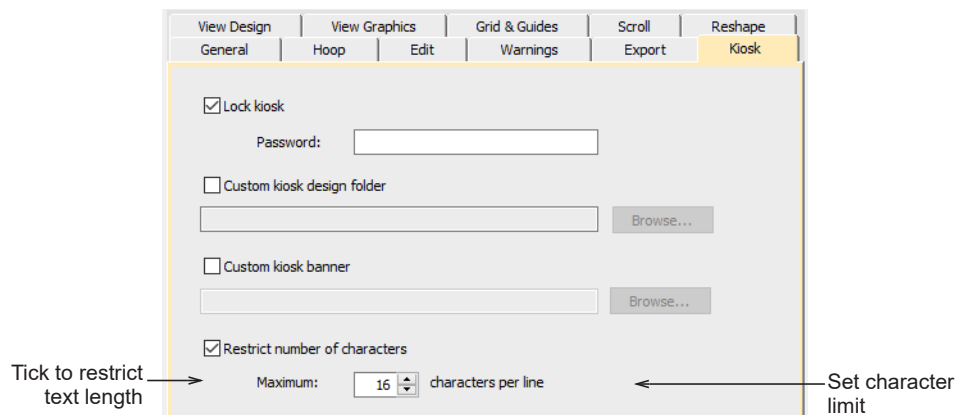 View Design View Graphics Grid & Guides Scroll Reshape
General Hoop Edit Warnings Export Kiosk
Lock kiosk
Password:
Custom kiosk design folder
Browse...
Custom kiosk banner
Browse...
Restrict number of characters
Tick to restrict
text length
Maximum: 16 characters per line
Set character
limit